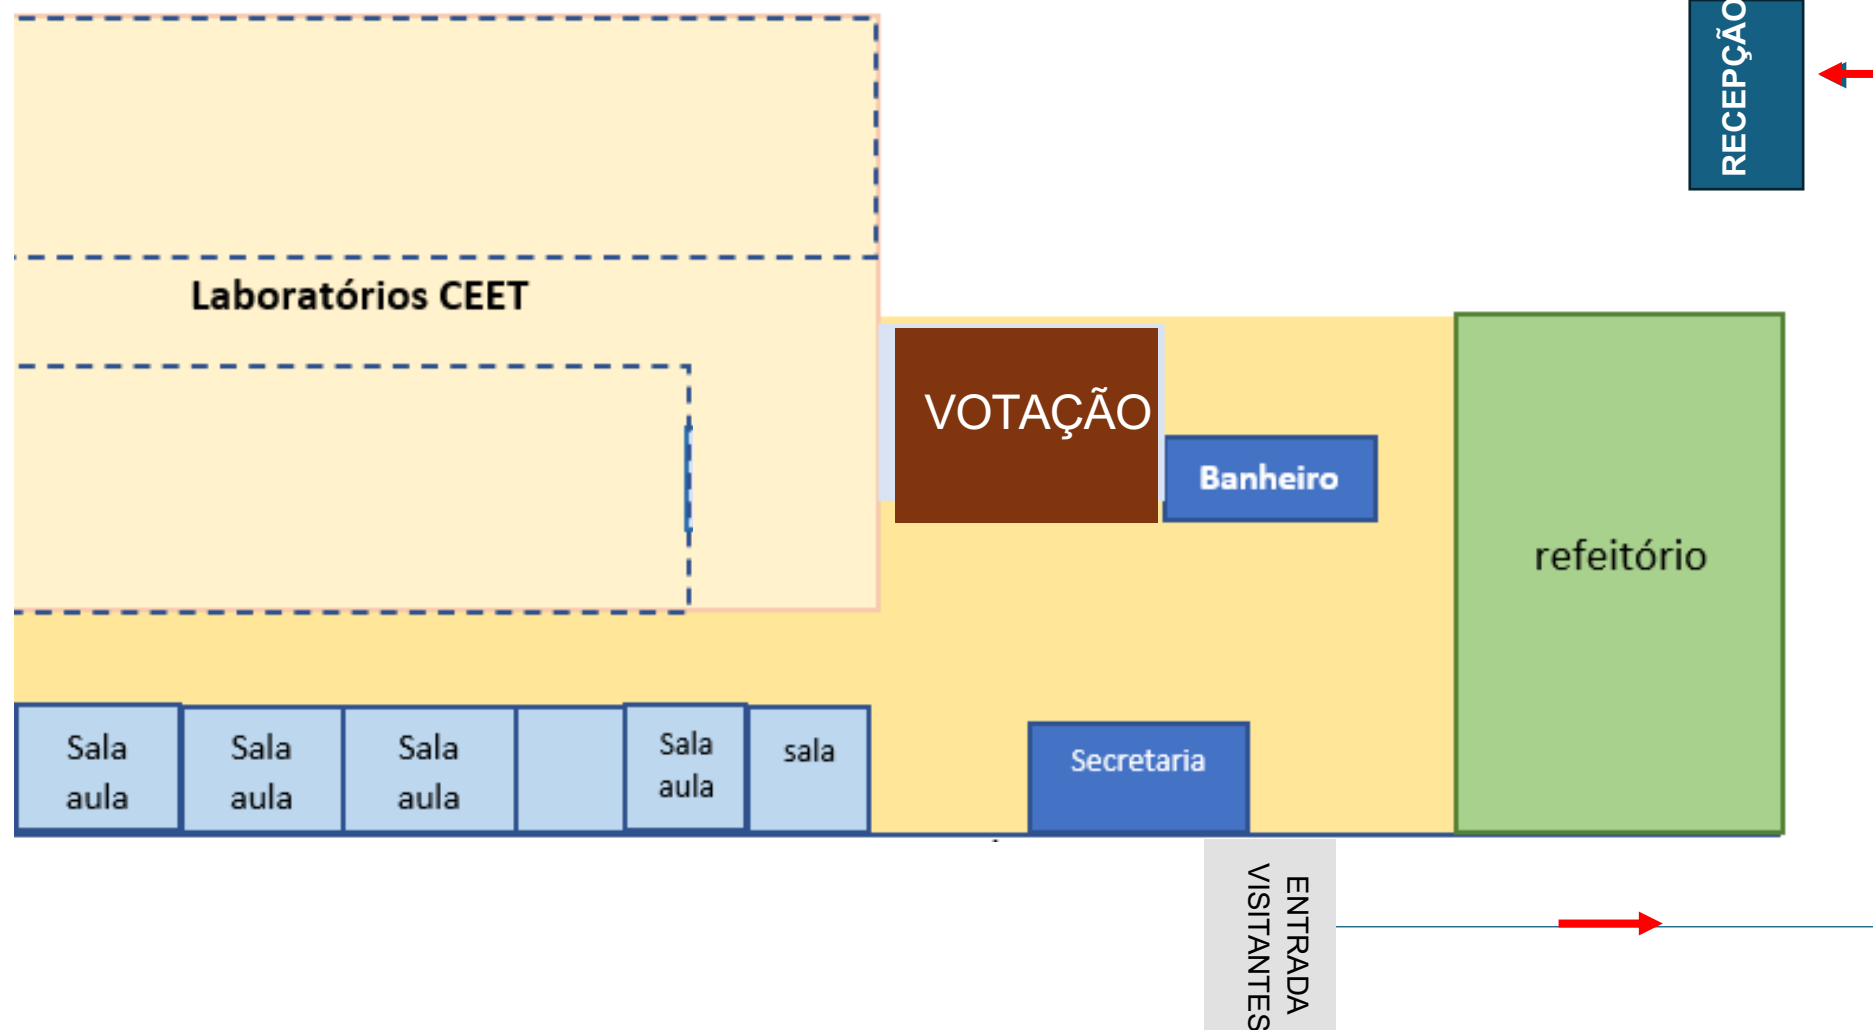 RECEPÇÃO
Laboratórios CEET
VOTAÇÃO
Banheiro
refeitório
Sala
aula
Sala
aula
Sala
aula
Sala
aula
sala
Secretaria
ENTRADA
VISITANTES